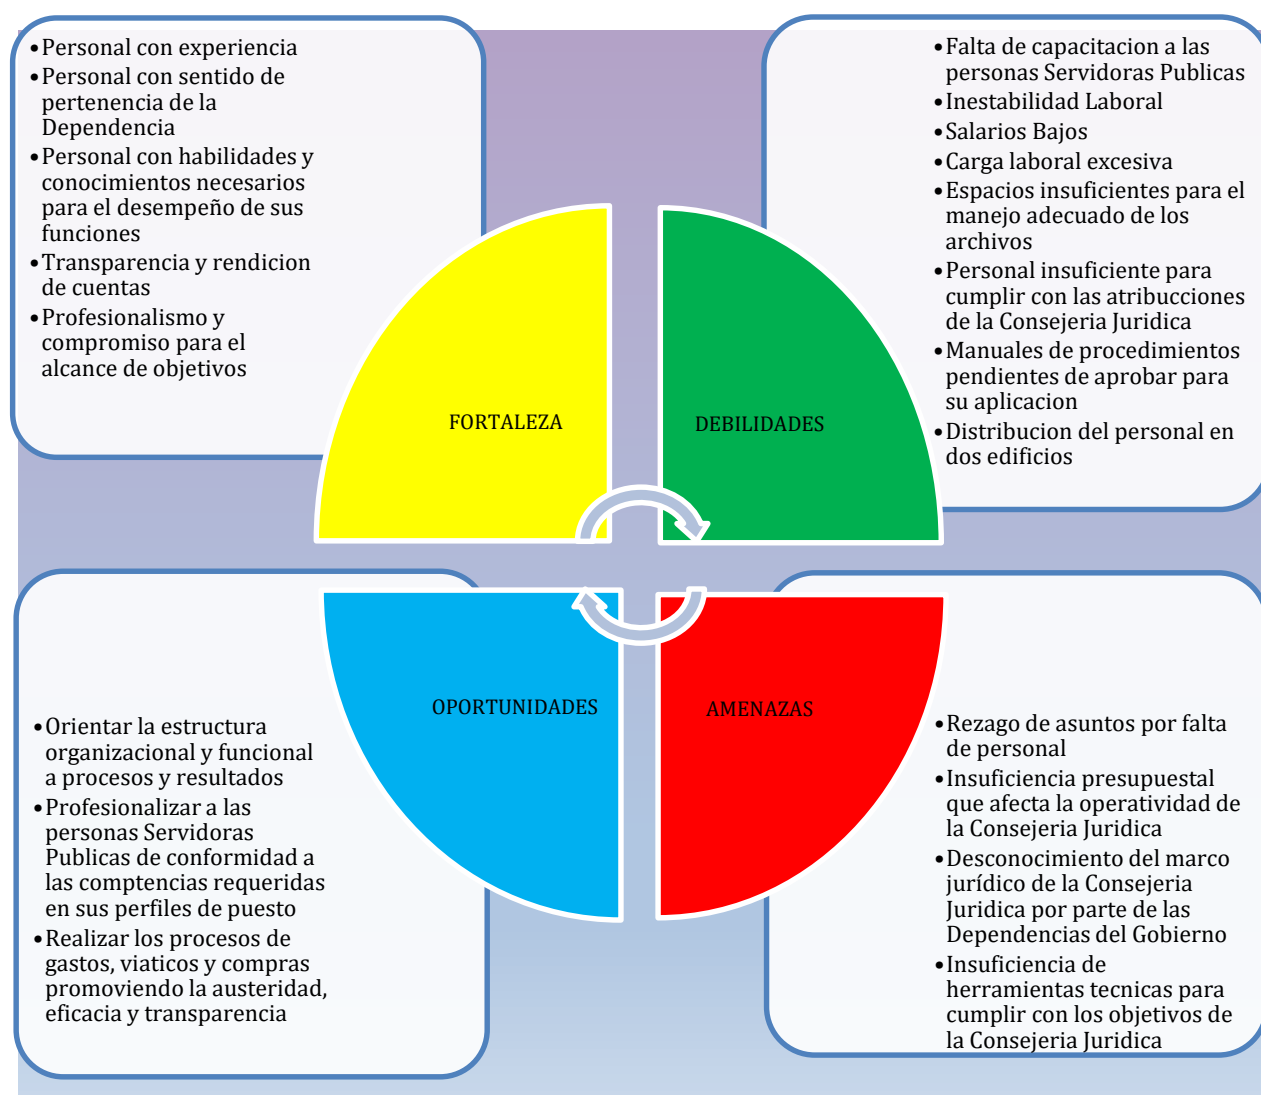 •Personal con experiencia
•Personal con sentido de
pertenencia de la
Dependencia
•Personal con habilidades y
conocimientos necesarios
para el desempeño de sus
funciones
•Transparencia y rendicion
de cuentas
•Profesionalismo y
compromiso para el
alcance de objetivos
FORTALEZA
•Falta de capacitacion a las
personas Servidoras Publicas
•Inestabilidad Laboral
•Salarios Bajos
•Carga laboral excesiva
•Espacios insuficientes para el
manejo adecuado de los
archivos
•Personal insuficiente para
cumplir con las atribucciones
de la Consejeria Juridica
•Manuales de procedimientos
pendientes de aprobar para
su aplicacion
•Distribucion del personal en
dos edificios
DEBILIDADES
•Orientar la estructura
organizacional y funcional
a procesos y resultados
•Profesionalizar a las
personas Servidoras
Publicas de conformidad a
las comptencias requeridas
en sus perfiles de puesto
•Realizar los procesos de
gastos, viaticos y compras
promoviendo la austeridad,
eficacia y transparencia
OPORTUNIDADES
AMENAZAS
•Rezago de asuntos por falta
de personal
•Insuficiencia presupuestal
que afecta la operatividad de
la Consejeria Juridica
•Desconocimiento del marco
jurídico de la Consejeria
Juridica por parte de las
Dependencias del Gobierno
•Insuficiencia de
herramientas tecnicas para
cumplir con los objetivos de
la Consejeria Juridica